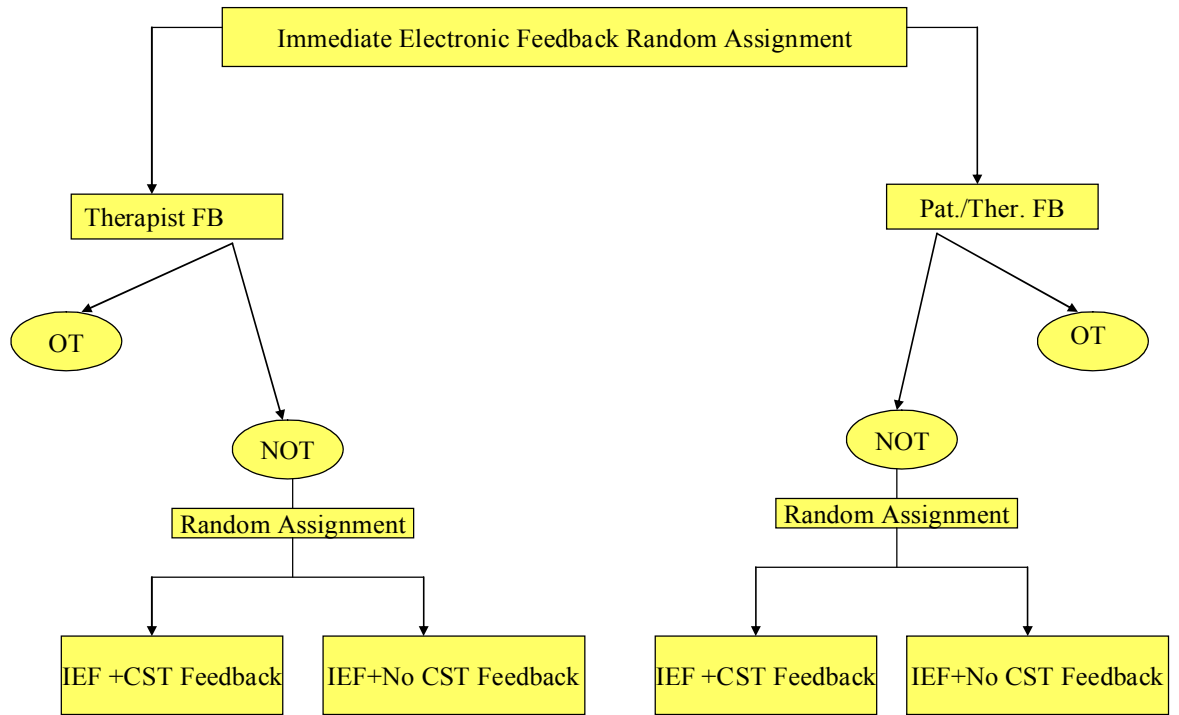 Immediate Electronic Feedback Random Assignment
Therapist FB
Pat./Ther. FB
OT
OT
NOT
NOT
Random Assignment
Random Assignment
IEF +CST Feedback
IEF+No CST Feedback
IEF +CST Feedback
IEF+No CST Feedback